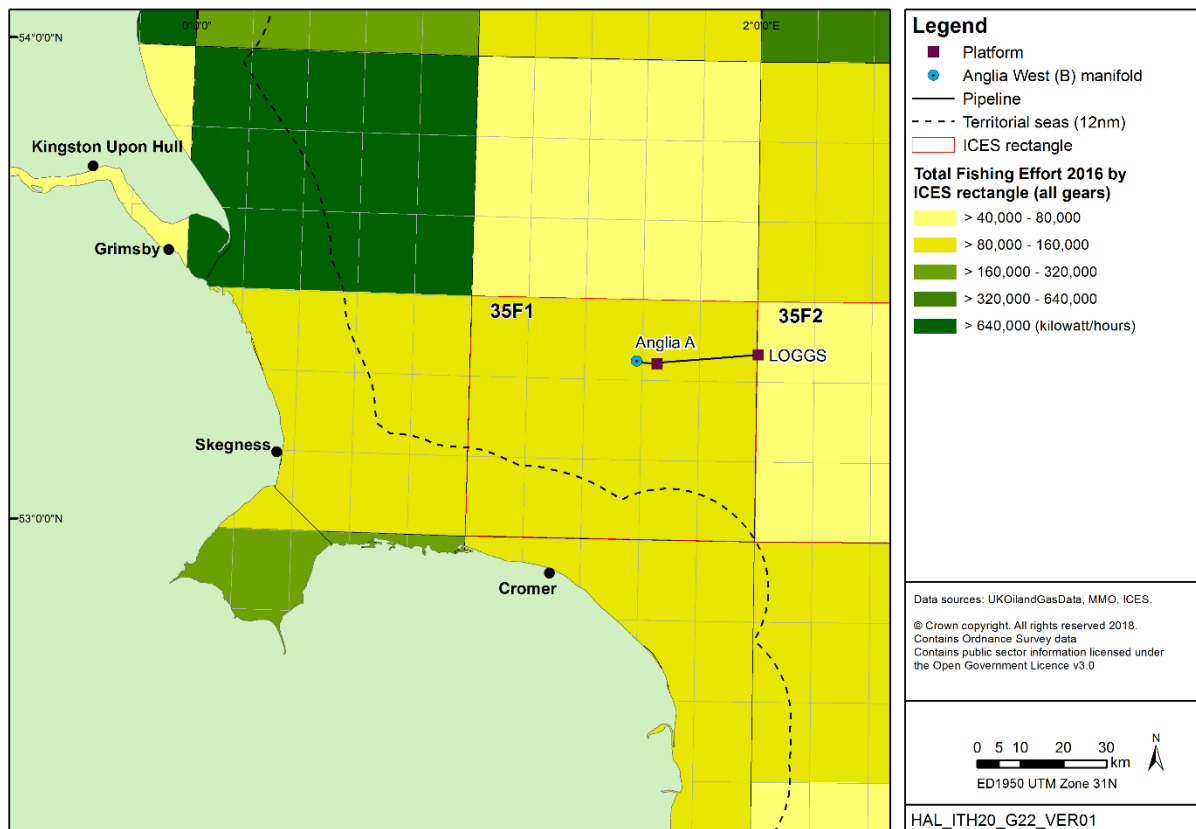 0°0'0"
2°0'0"E
54°0'0"N
Kingston Upon Hull
Grimsby
35F1
35F2
Anglia A
LOGGS
Skegness
53°0'0"N
Cromer
Legend
Platform
Anglia West (B) manifold
Pipeline
Territorial seas (12nm)
ICES rectangle
Total Fishing Effort 2016 by
ICES rectangle (all gears)
> 40,000 - 80,000
> 80,000 - 160,000
> 160,000 - 320,000
> 320,000 - 640,000
> 640,000 (kilowatt/hours)
Data sources: UKOilandGasData, MMO, ICES.
© Crown copyright. All rights reserved 2018.
Contains Ordnance Survey data
Contains public sector information licensed under
the Open Government Licence v3.0
0 5 10 20 30
km
N
ED1950 UTM Zone 31N
HAL_ITH20_G22_VER01